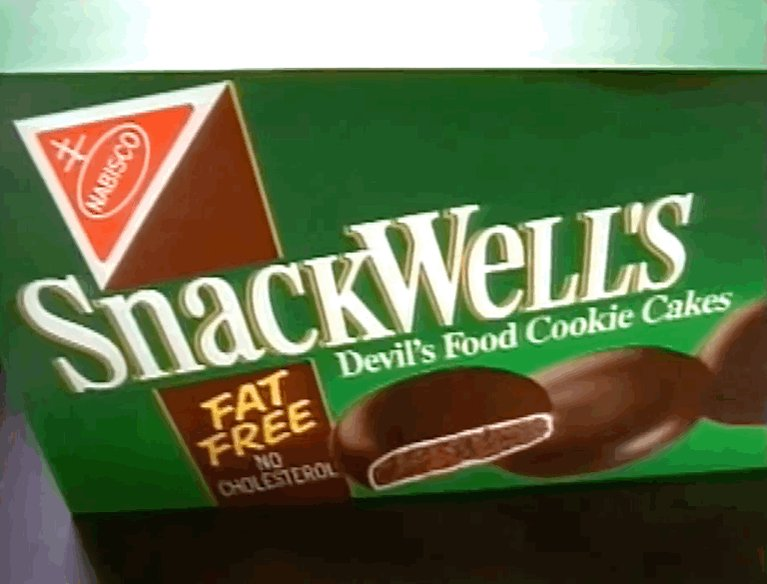 NABISCO
SNACKWELL'S
Devil's Food Cookie Cakes
FAT
FREE
NO
CHOLESTEROL